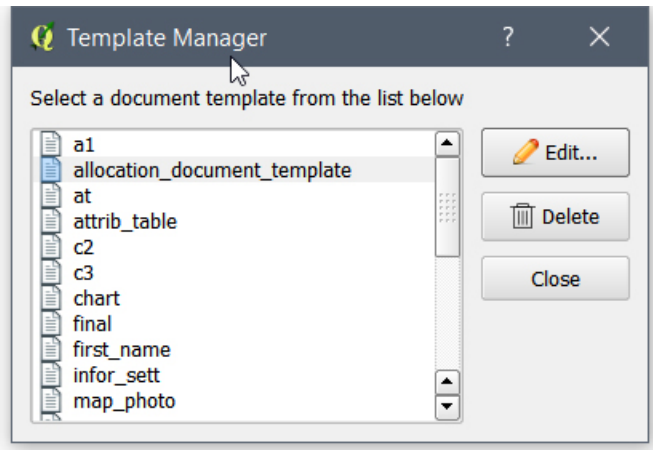 Template Manager
?
Select a document template from the list below
a1
allocation_document_template
at
attrib_table
c2
c3
chart
final
first_name
infor_sett
map_photo
Edit...
Delete
Close